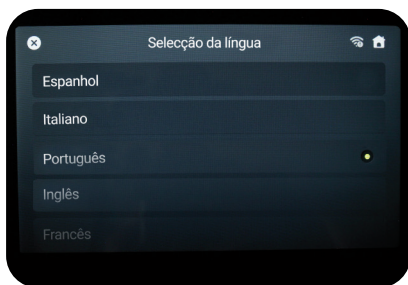 Selecção da língua
Espanhol
Italiano
Português
Inglês
Francês